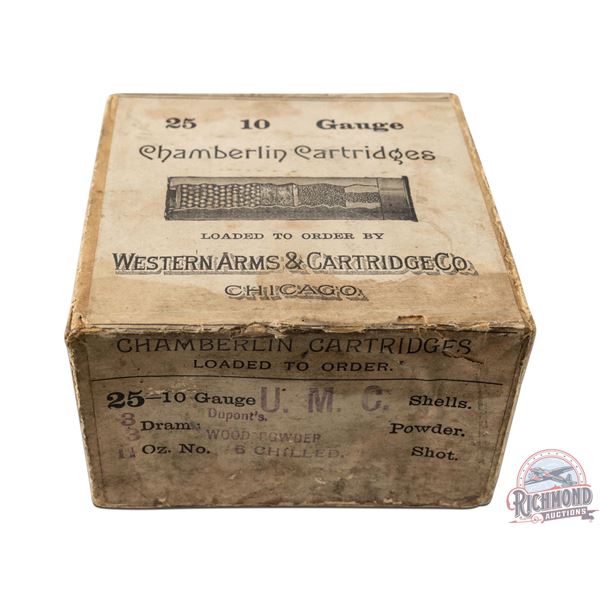 25 10 Gauge
Chamberlin Cartridges
LOADED TO ORDER BY
WESTERN ARMS & CARTRIDGE CO.
CHICAGO.
CHAMBERLIN CARTRIDGES
LOADED TO ORDER.
25-10 Gauge U. M. C. Shells.
Dupont's.
3 Dram. WOOD POWDER Powder.
Oz. No. 6 CHILLED. Shot.
RICHMOND
AUCTIONS